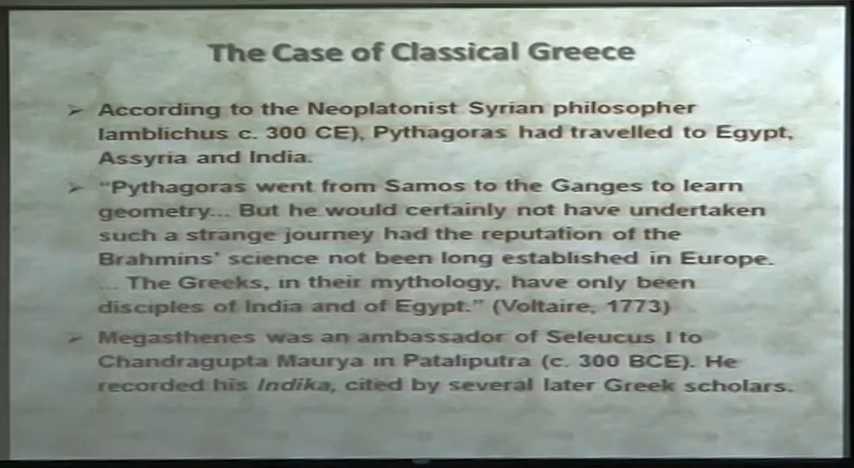 The Case of Classical Greece
➢ According to the Neoplatonist Syrian philosopher
Iamblichus c. 300 CE), Pythagoras had travelled to Egypt,
Assyria and India.
➢ “Pythagoras went from Samos to the Ganges to learn
geometry... But he would certainly not have undertaken
such a strange journey had the reputation of the
Brahmins’ science not been long established in Europe.
... The Greeks, in their mythology, have only been
disciples of India and of Egypt.” (Voltaire, 1773)
➢ Megasthenes was an ambassador of Seleucus I to
Chandragupta Maurya in Pataliputra (c. 300 BCE). He
recorded his Indika, cited by several later Greek scholars.